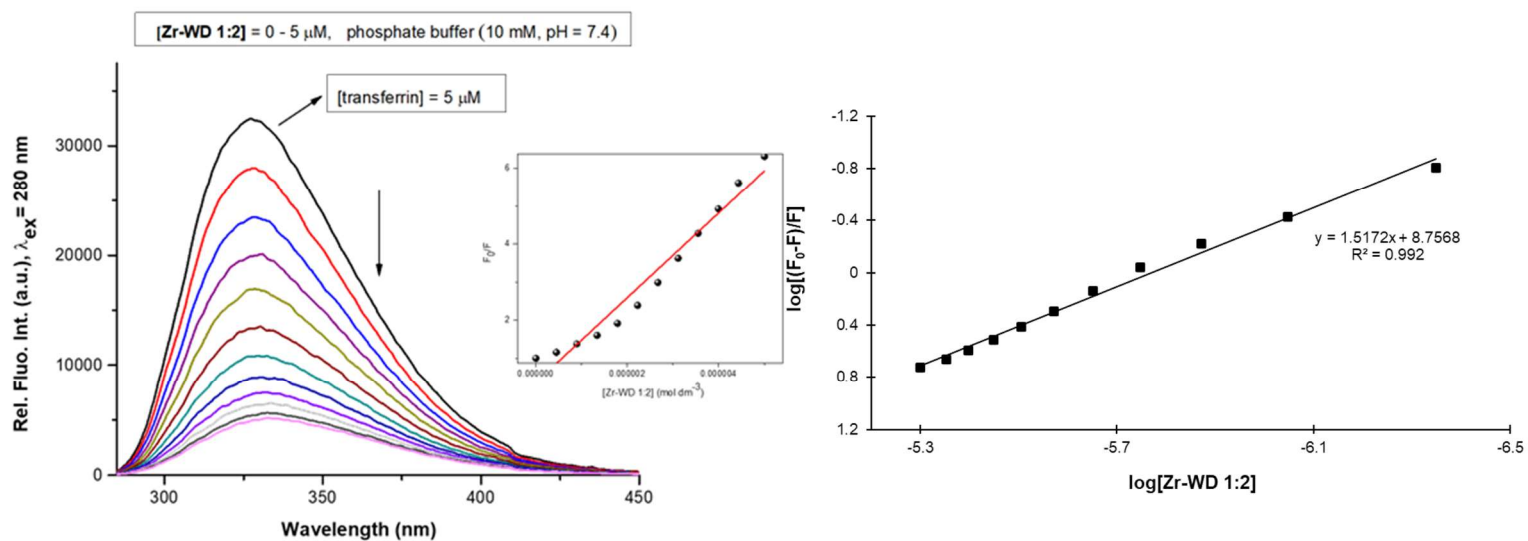 [Zr-WD 1:2] = 0 - 5 μM, phosphate buffer (10 mM, pH = 7.4)
[transferrin] = 5 μM
Rel. Fluo. Int. (a.u.), λex = 280 nm
30000
20000
10000
0
300
350
400
450
Wavelength (nm)
F0/F
6
4
2
0.000000
0.000002
0.000004
[Zr-WD 1:2] (mol dm-3)
log[(F0-F)/F]
-1.2
-0.8
-0.4
0
0.4
0.8
1.2
y = 1.5172x + 8.7568
R² = 0.992
-5.3
-5.7
-6.1
-6.5
log[Zr-WD 1:2]